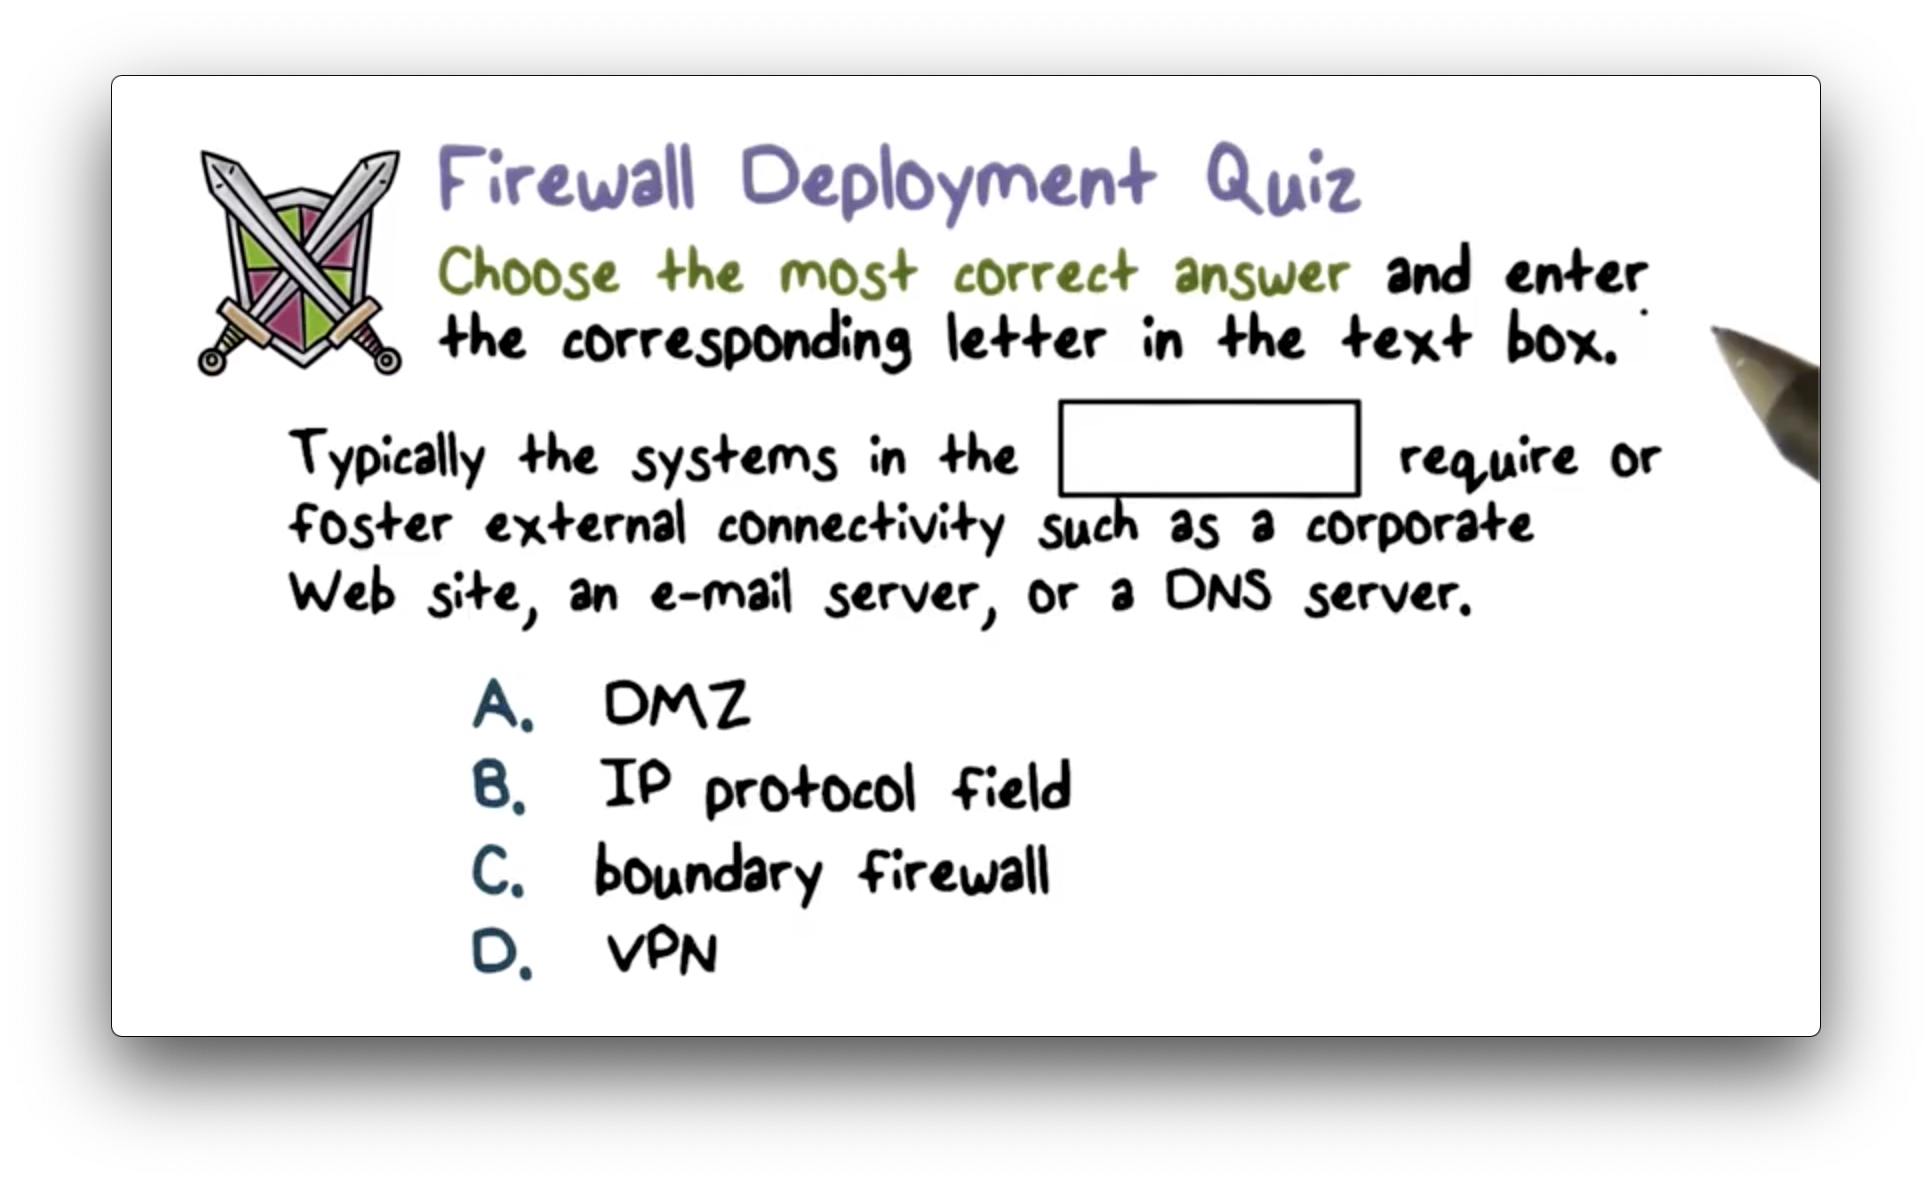 Firewall Deployment Quiz
Choose the most correct answer and enter
the corresponding letter in the text box.
Typically the systems in the require or
foster external connectivity such as a corporate
Web site, an e-mail server, or a DNS server.
A. DMZ
B. IP protocol field
C. boundary firewall
D. VPN